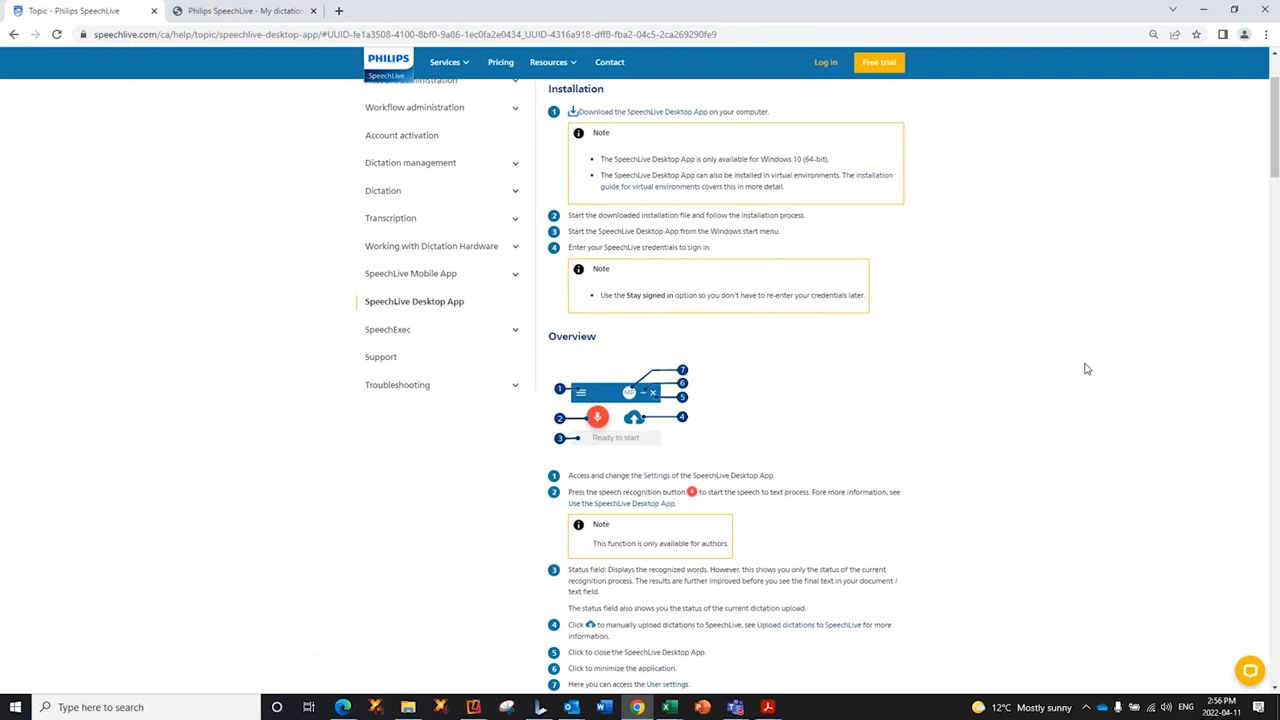 Topic - Philips SpeechLive
Philips SpeechLive - My dictation
speechlive.com/ca/help/topic/speechlive-desktop-app/#UUID-fe1a3508-4100-8bf0-9a86-1ec0fa2e0434_UUID-4316a918-dff8-fba2-04c5-2ca269290fe9
PHILIPS
SpeechLive
Services
Pricing
Resources
Contact
Log in
Free trial
Workflow administration
Account activation
Dictation management
Dictation
Transcription
Working with Dictation Hardware
SpeechLive Mobile App
SpeechLive Desktop App
SpeechExec
Support
Troubleshooting
Installation
1 Download the SpeechLive Desktop App on your computer.
Note
• The SpeechLive Desktop App is only available for Windows 10 (64-bit).
• The SpeechLive Desktop App can also be installed in virtual environments. The installation
guide for virtual environments covers this in more detail.
2 Start the downloaded installation file and follow the installation process.
3 Start the SpeechLive Desktop App from the Windows start menu.
4 Enter your SpeechLive credentials to sign in.
Note
• Use the Stay signed in option so you don't have to re-enter your credentials later.
Overview
7
1
6
5
2
4
3
Ready to start
1 Access and change the Settings of the SpeechLive Desktop App.
2 Press the speech recognition button to start the speech to text process. Fore more information, see
Use the SpeechLive Desktop App.
Note
This function is only available for authors.
3 Status field: Displays the recognized words. However, this shows you only the status of the current
recognition process. The results are further improved before you see the final text in your document /
text field.
The status field also shows you the status of the current dictation upload.
4 Click to manually upload dictations to SpeechLive, see Upload dictations to SpeechLive for more
information.
5 Click to close the SpeechLive Desktop App.
6 Click to minimize the application.
7 Here you can access the User settings.
Type here to search
12°C Mostly sunny
ENG
2:56 PM
2022-04-11